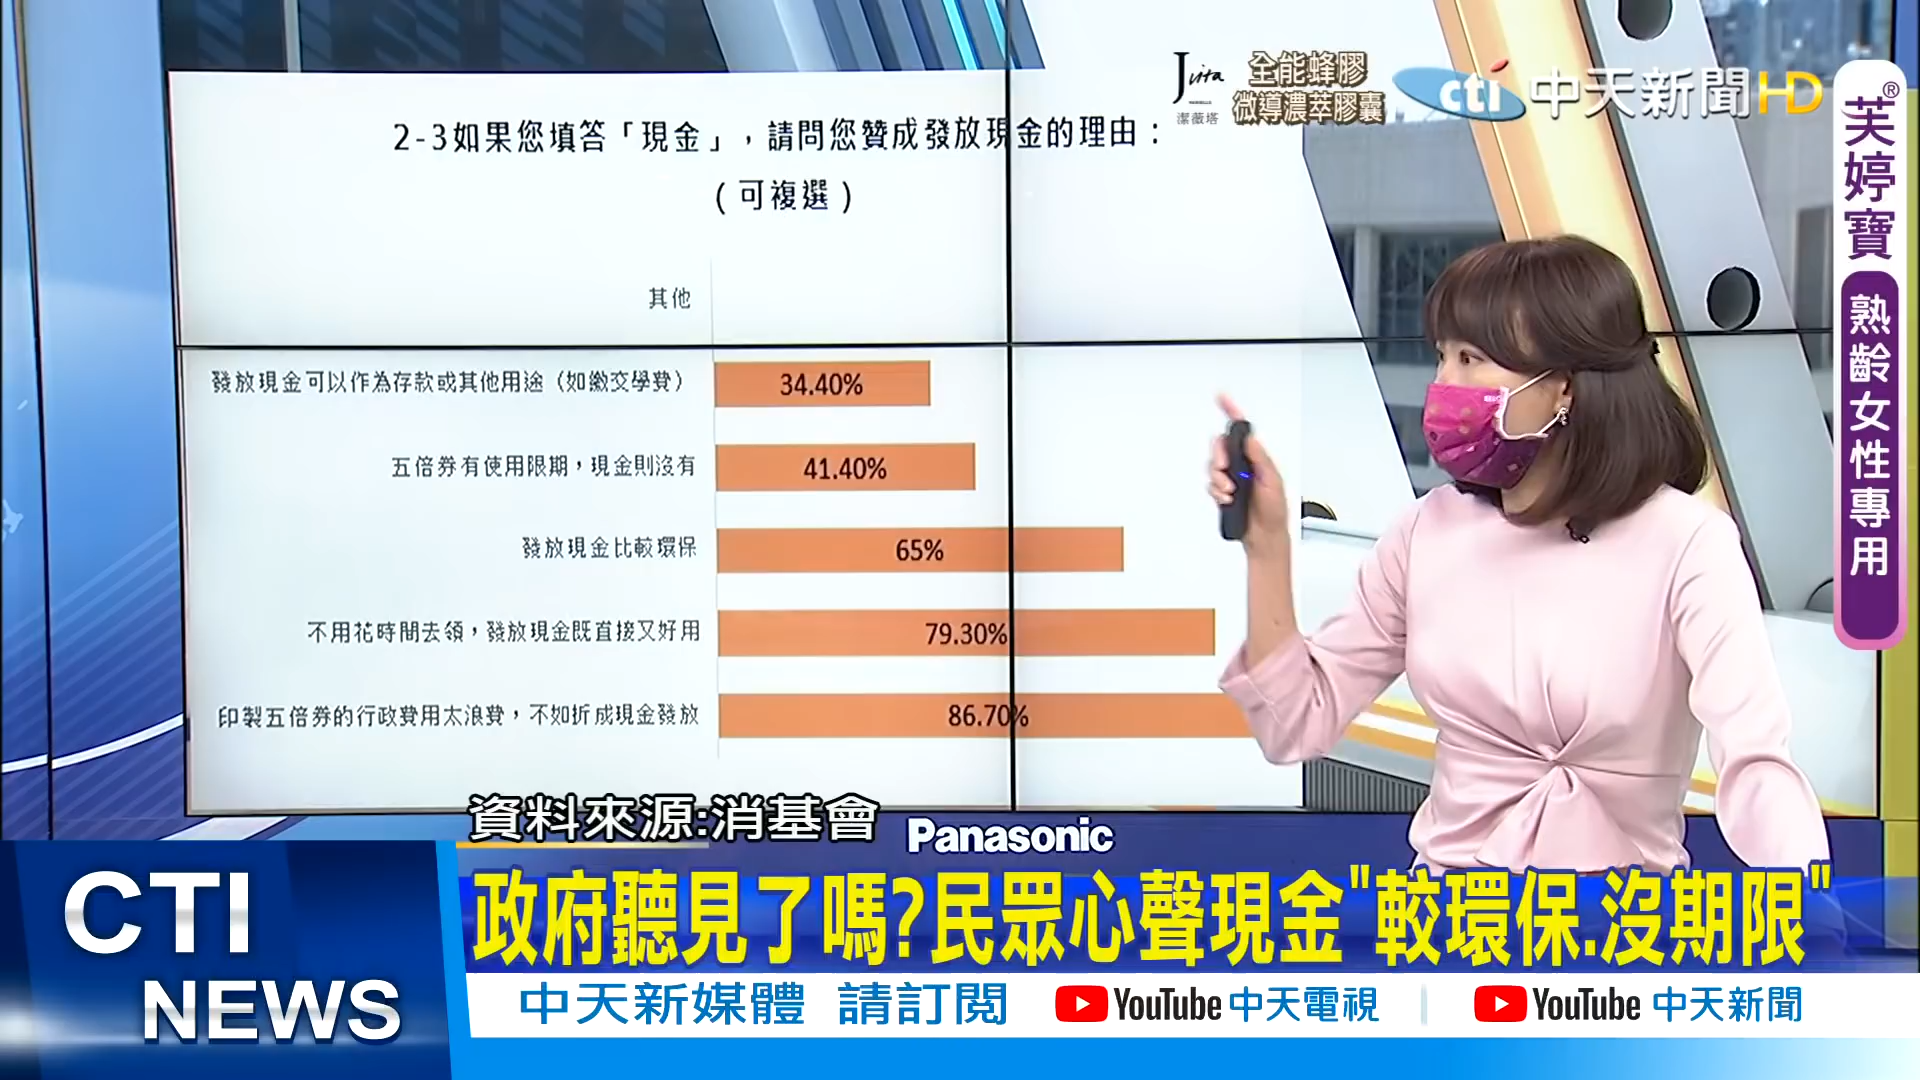 2-3如果您填答「現金」，請問您贊成發放現金的理由：
（可複選）
其他
發放現金可以作為存款或其他用途（如繳交學費） 34.40%
五倍券有使用限期，現金則沒有 41.40%
發放現金比較環保 65%
不用花時間去領，發放現金既直接又好用 79.30%
印製五倍券的行政費用太浪費，不如折成現金發放 86.70%
Jvita
潔薇塔
全能蜂膠
微導濃萃膠囊
cti 中天新聞HD
芙婷寶®
熟齡女性專用
資料來源:消基會
Panasonic
CTI
NEWS
政府聽見了嗎?民眾心聲現金"較環保.沒期限"
中天新媒體 請訂閱 YouTube 中天電視 YouTube 中天新聞